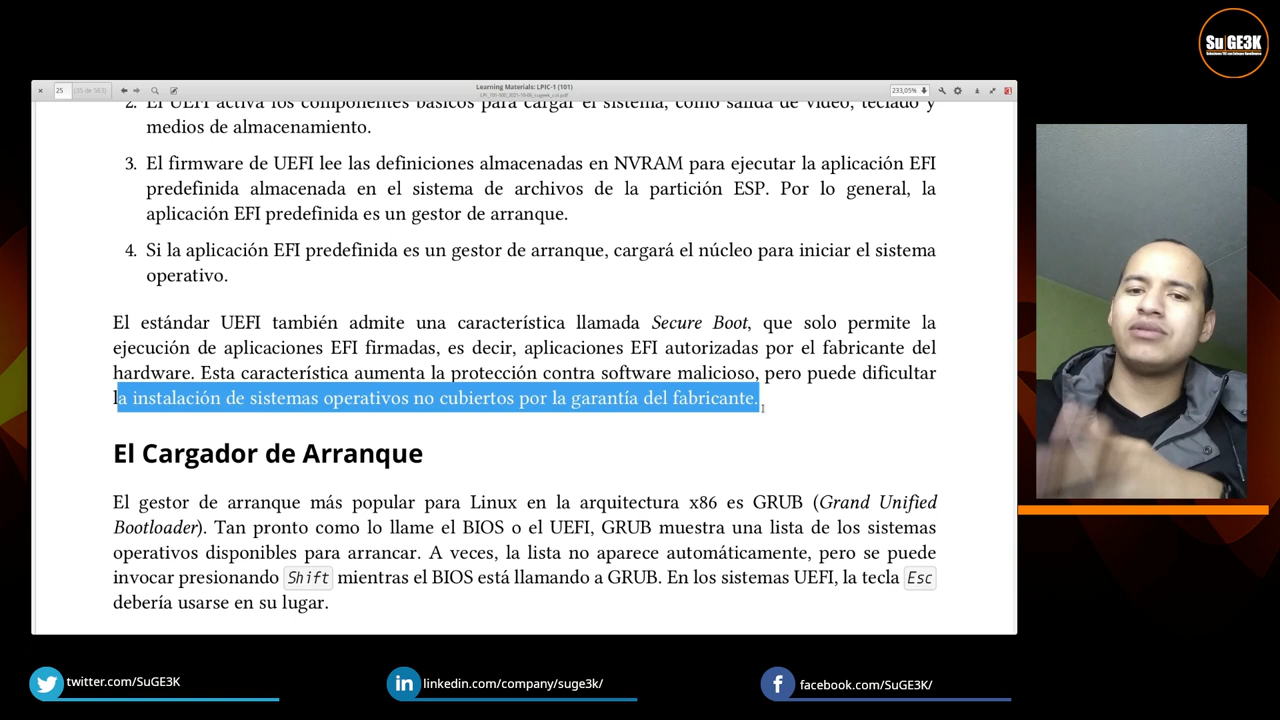 SuGE3K
Learning Materials: LPIC-1 (101)
25 (35 de 563)
233,05%
2. El UEFI activa los componentes básicos para cargar el sistema, como salida de video, teclado y
medios de almacenamiento.
3. El firmware de UEFI lee las definiciones almacenadas en NVRAM para ejecutar la aplicación EFI
predefinida almacenada en el sistema de archivos de la partición ESP. Por lo general, la
aplicación EFI predefinida es un gestor de arranque.
4. Si la aplicación EFI predefinida es un gestor de arranque, cargará el núcleo para iniciar el sistema
operativo.
El estándar UEFI también admite una característica llamada Secure Boot, que solo permite la
ejecución de aplicaciones EFI firmadas, es decir, aplicaciones EFI autorizadas por el fabricante del
hardware. Esta característica aumenta la protección contra software malicioso, pero puede dificultar
la instalación de sistemas operativos no cubiertos por la garantía del fabricante.
El Cargador de Arranque
El gestor de arranque más popular para Linux en la arquitectura x86 es GRUB (Grand Unified
Bootloader). Tan pronto como lo llame el BIOS o el UEFI, GRUB muestra una lista de los sistemas
operativos disponibles para arrancar. A veces, la lista no aparece automáticamente, pero se puede
invocar presionando Shift mientras el BIOS está llamando a GRUB. En los sistemas UEFI, la tecla Esc
debería usarse en su lugar.
twitter.com/SuGE3K
linkedin.com/company/suge3k/
facebook.com/SuGE3K/